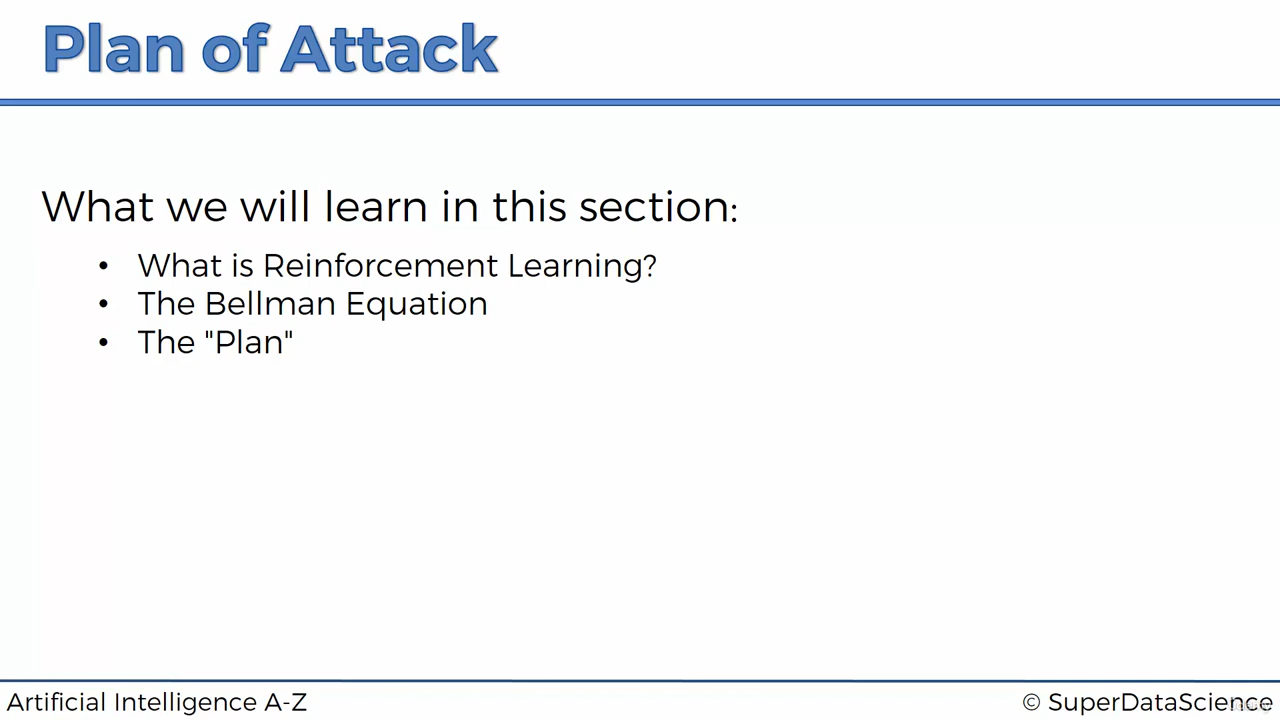 Plan of Attack
What we will learn in this section:
• What is Reinforcement Learning?
• The Bellman Equation
• The "Plan"
Artificial Intelligence A-Z
© SuperDataScience